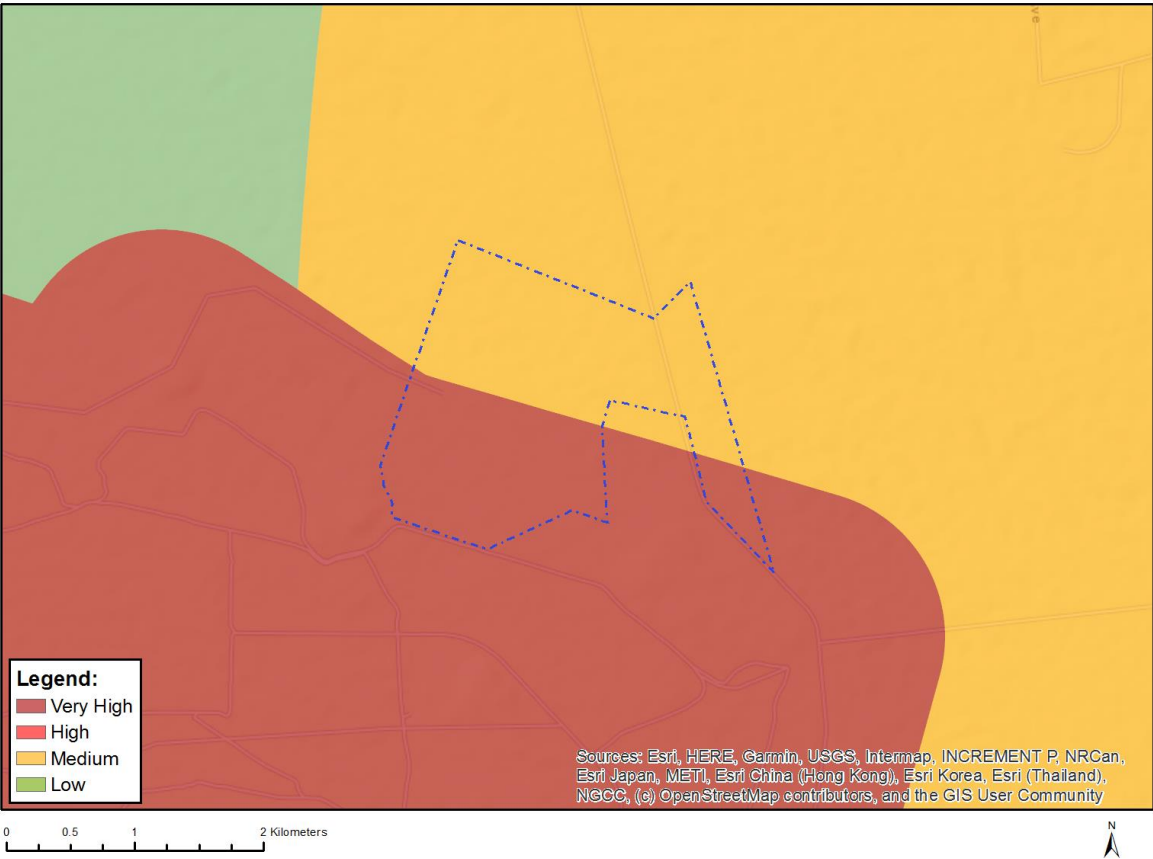 ve
Legend:
Very High
High
Medium
Low
Sources: Esri, HERE, Garmin, USGS, Intermap, INCREMENT P, NRCan,
Esri Japan, METI, Esri China (Hong Kong), Esri Korea, Esri (Thailand),
NGCC, (c) OpenStreetMap contributors, and the GIS User Community
0 0.5 1 2 Kilometers
N